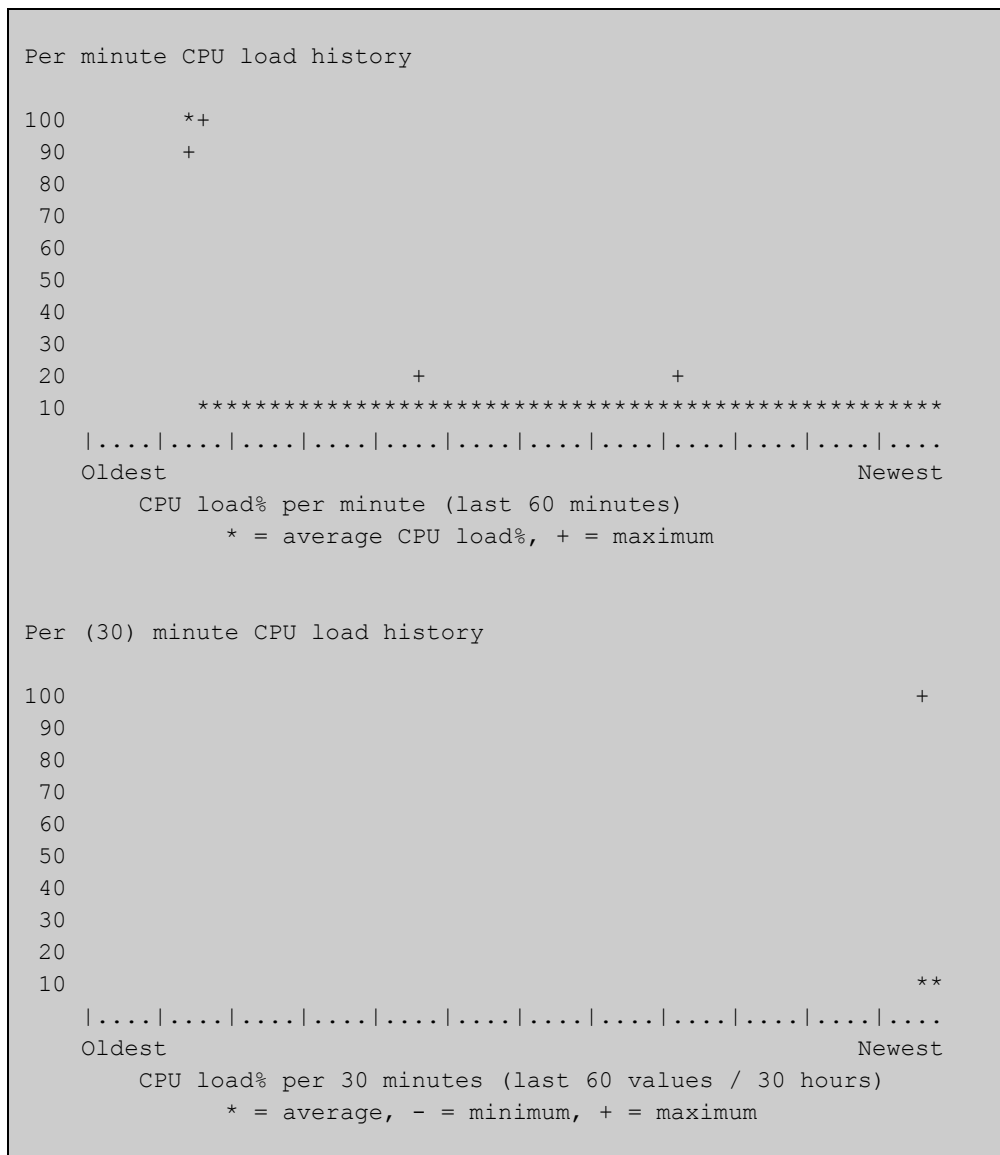 Per minute CPU load history
100        *+
 90        +
 80
 70
 60
 50
 40
 30
 20                        +                 +
 10         ****************************************************
    |....|....|....|....|....|....|....|....|....|....|....|....
    Oldest                                                Newest
        CPU load% per minute (last 60 minutes)
              * = average CPU load%, + = maximum
Per (30) minute CPU load history
100                                                           +
 90
 80
 70
 60
 50
 40
 30
 20
 10                                                           **
    |....|....|....|....|....|....|....|....|....|....|....|....
    Oldest                                                Newest
        CPU load% per 30 minutes (last 60 values / 30 hours)
              * = average, - = minimum, + = maximum